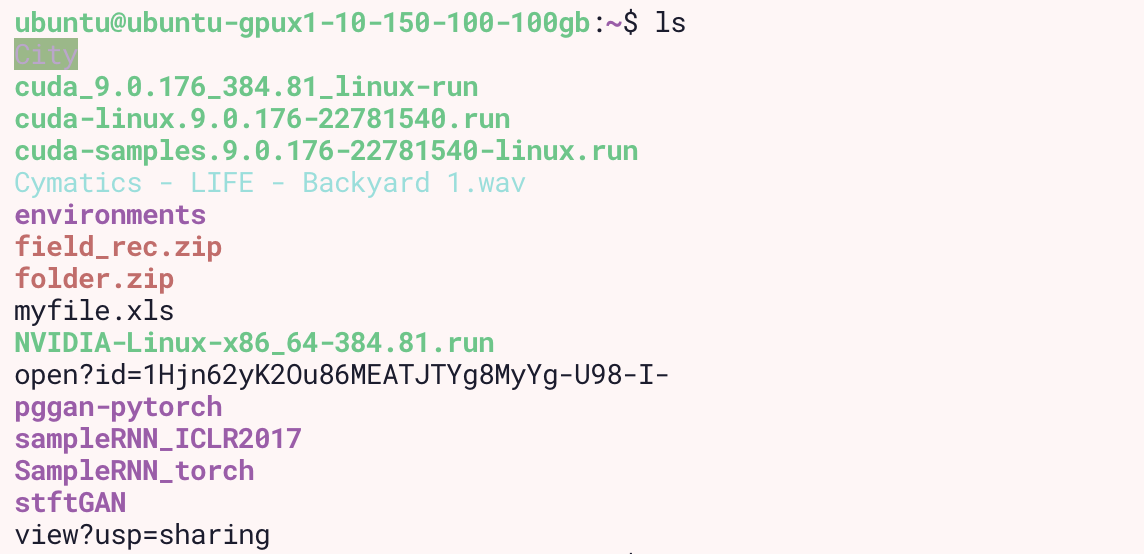 ubuntu@ubuntu-gpux1-10-150-100-100gb:~$ ls
City
cuda_9.0.176_384.81_linux-run
cuda-linux.9.0.176-22781540.run
cuda-samples.9.0.176-22781540-linux.run
Cymatics - LIFE - Backyard 1.wav
environments
field_rec.zip
folder.zip
myfile.xls
NVIDIA-Linux-x86_64-384.81.run
open?id=1Hjn62yK2Ou86MEATJTYg8MyYg-U98-I-
pggan-pytorch
sampleRNN_ICLR2017
SampleRNN_torch
stftGAN
view?usp=sharing